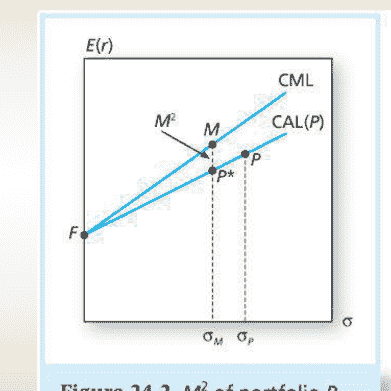 E(r)
CML
M²
M
CAL(P)
P
P*
F
σ
σM σP
Figure 24.2 M² of portfolio P